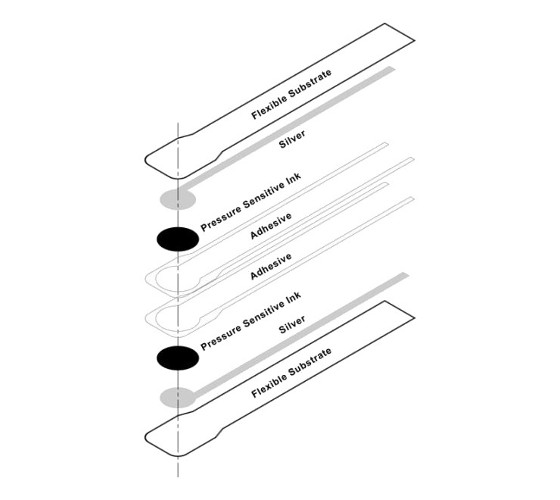 Flexible Substrate
Silver
Pressure Sensitive Ink
Adhesive
Adhesive
Pressure Sensitive Ink
Silver
Flexible Substrate